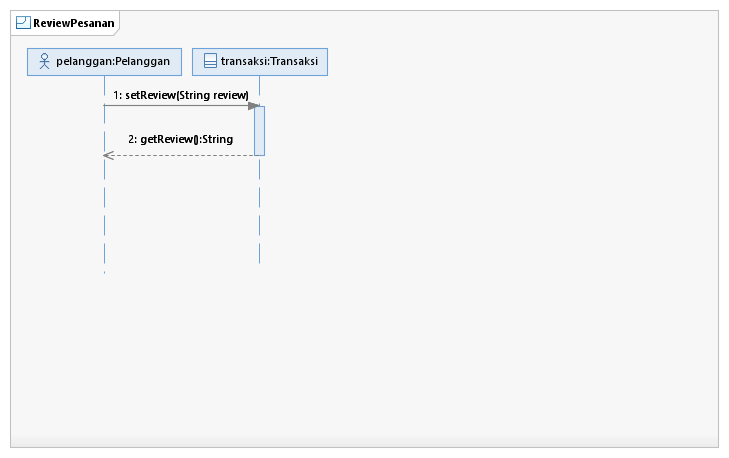 ReviewPesanan
pelanggan:Pelanggan
transaksi:Transaksi
1: setReview(String review)
2: getReview():String